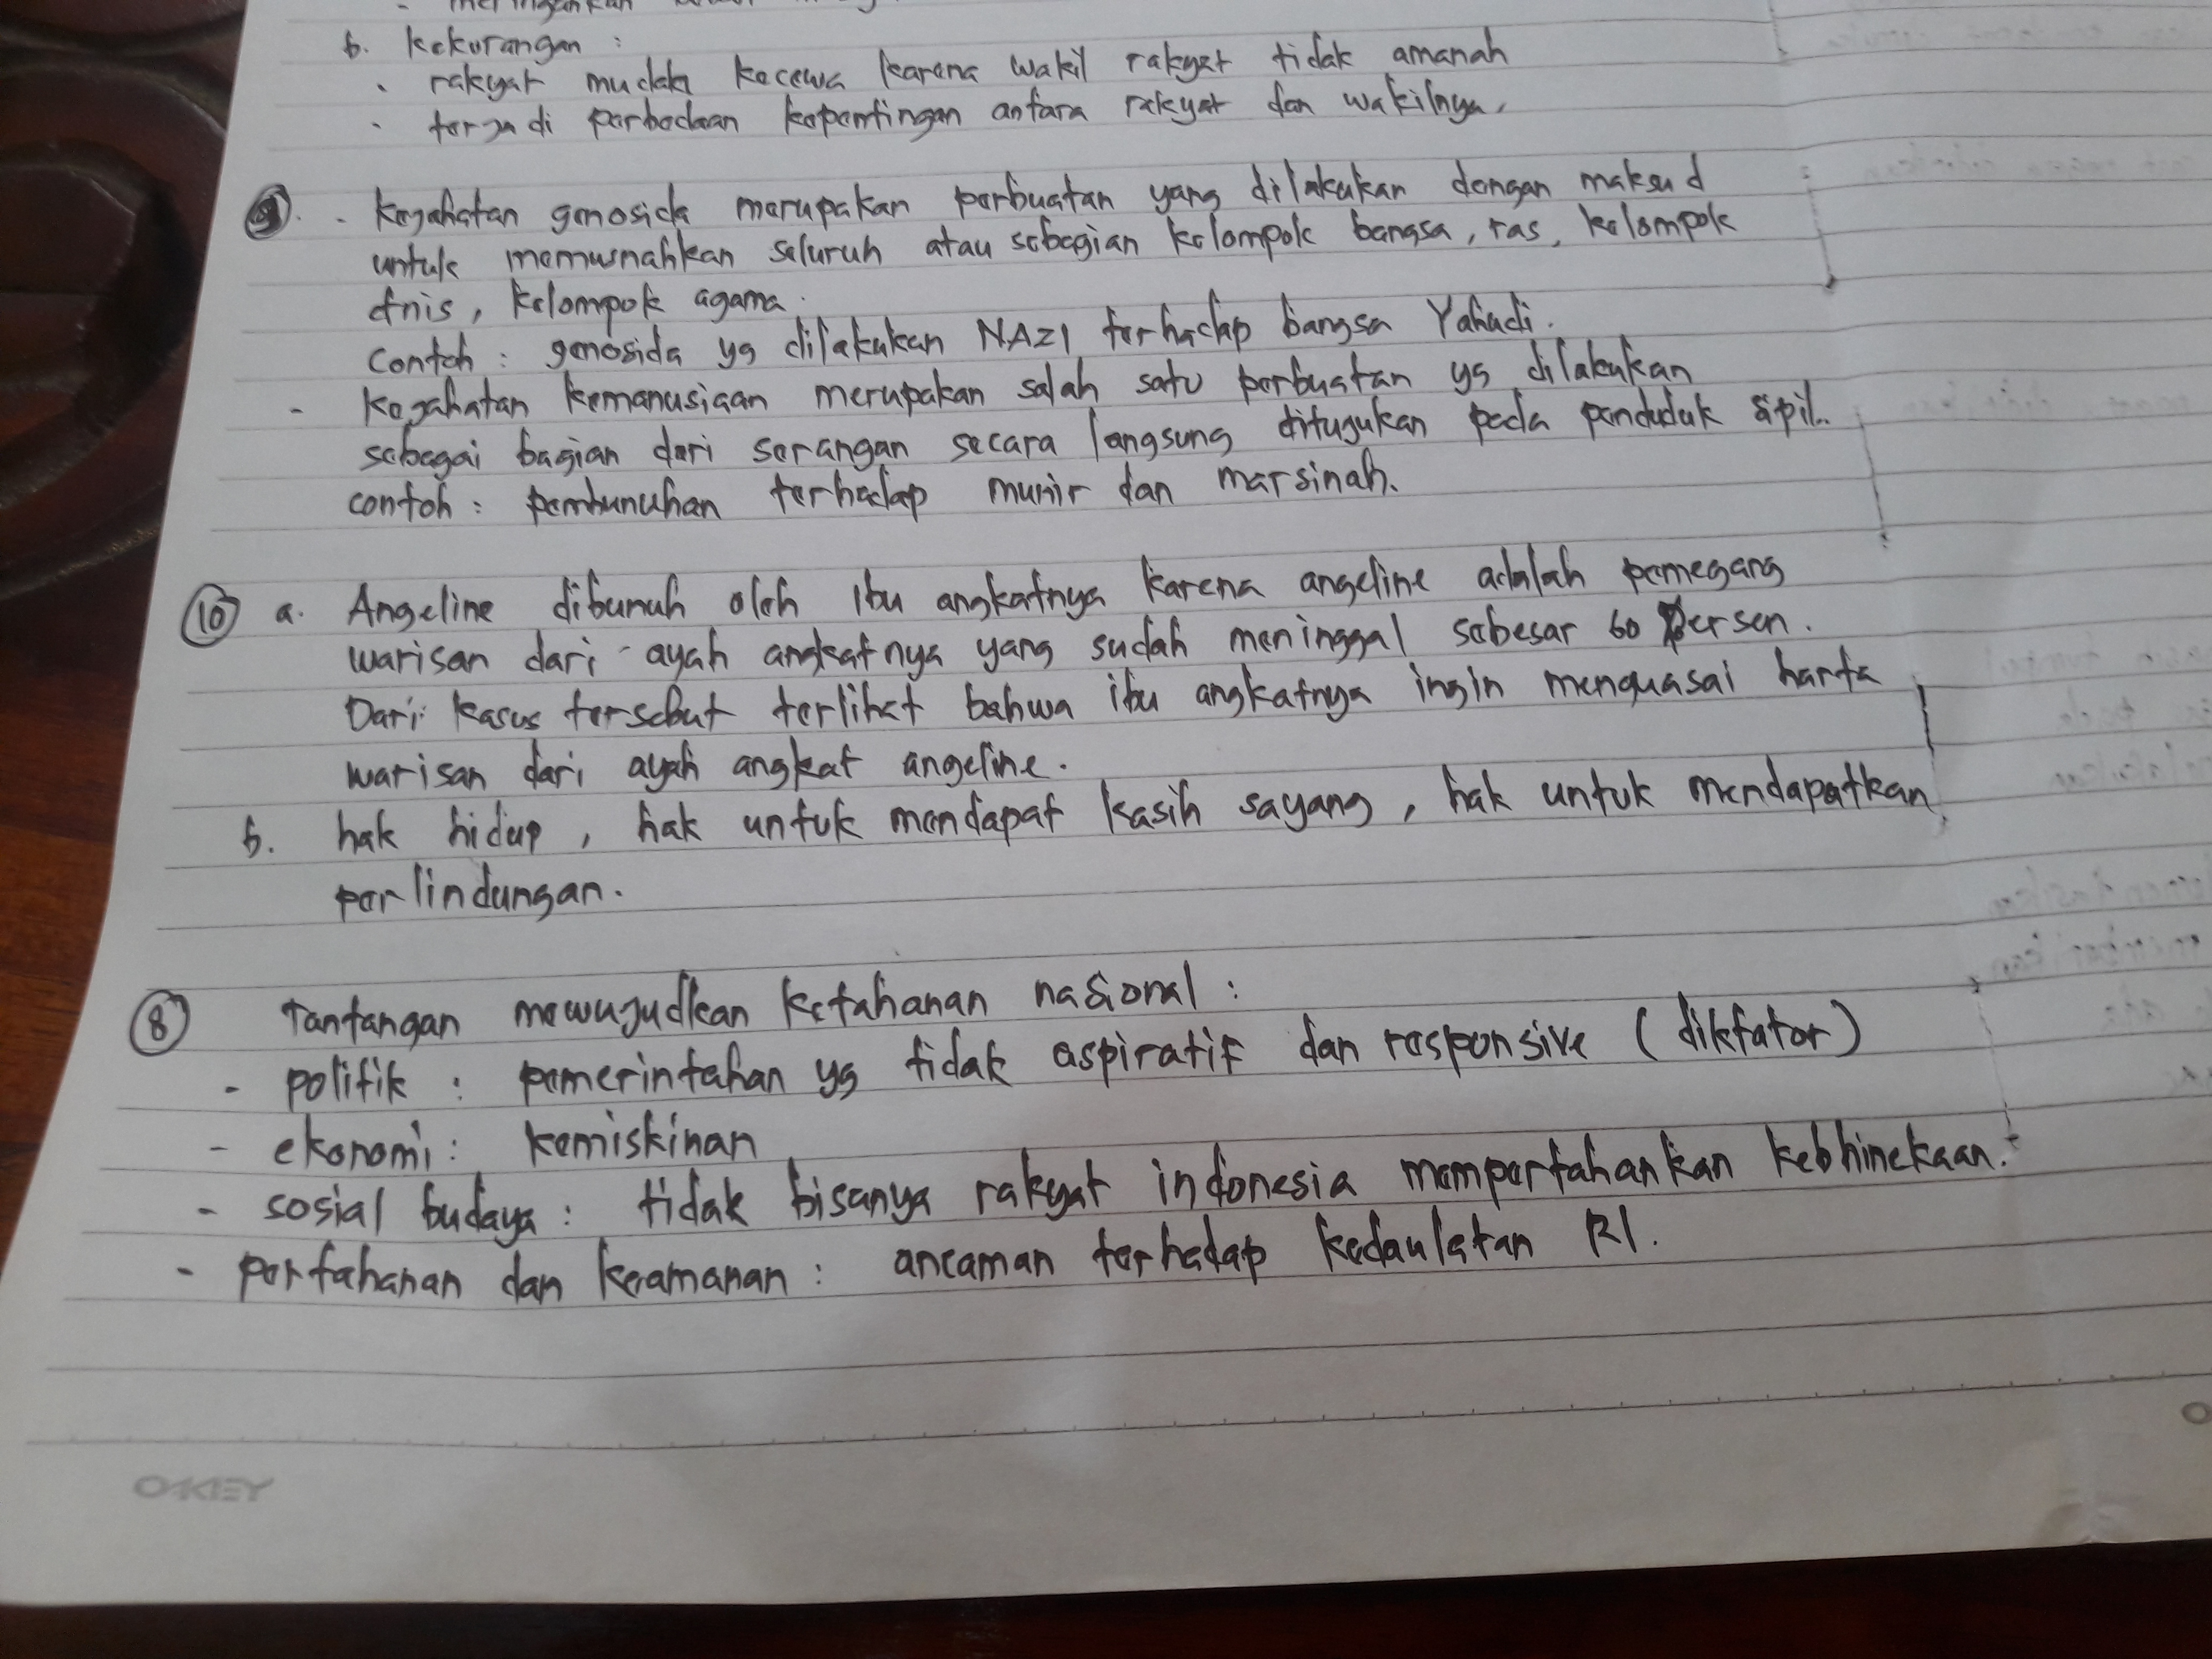 b. kekurangan :
• rakyat mudah kecewa karena wakil rakyat tidak amanah
• terjadi perbedaan kepentingan antara rakyat dan wakilnya.
9. - kejahatan genosida merupakan perbuatan yang dilakukan dengan maksud
untuk memusnahkan seluruh atau sebagian kelompok bangsa, ras, kelompok
etnis, kelompok agama.
Contoh : genosida yg dilakukan NAZI terhadap bangsa Yahudi.
- Kejahatan kemanusiaan merupakan salah satu perbuatan yg dilakukan
sebagai bagian dari serangan secara langsung ditujukan pada penduduk sipil.
contoh : pembunuhan terhadap munir dan marsinah.
10 a. Angeline dibunuh oleh ibu angkatnya karena angeline adalah pemegang
warisan dari ayah angkatnya yang sudah meninggal sebesar 60 Persen.
Dari kasus tersebut terlihat bahwa ibu angkatnya ingin menguasai harta
warisan dari ayah angkat angeline.
b. hak hidup, hak untuk mendapat kasih sayang, hak untuk mendapatkan
perlindungan.
8 Tantangan mewujudkan ketahanan nasional :
- politik : pemerintahan yg tidak aspiratif dan responsive (diktator)
- ekonomi : kemiskinan
- sosial budaya : tidak bisanya rakyat indonesia mempertahankan kebhinekaan.
- pertahanan dan keamanan : ancaman terhadap kedaulatan RI.
OKEY